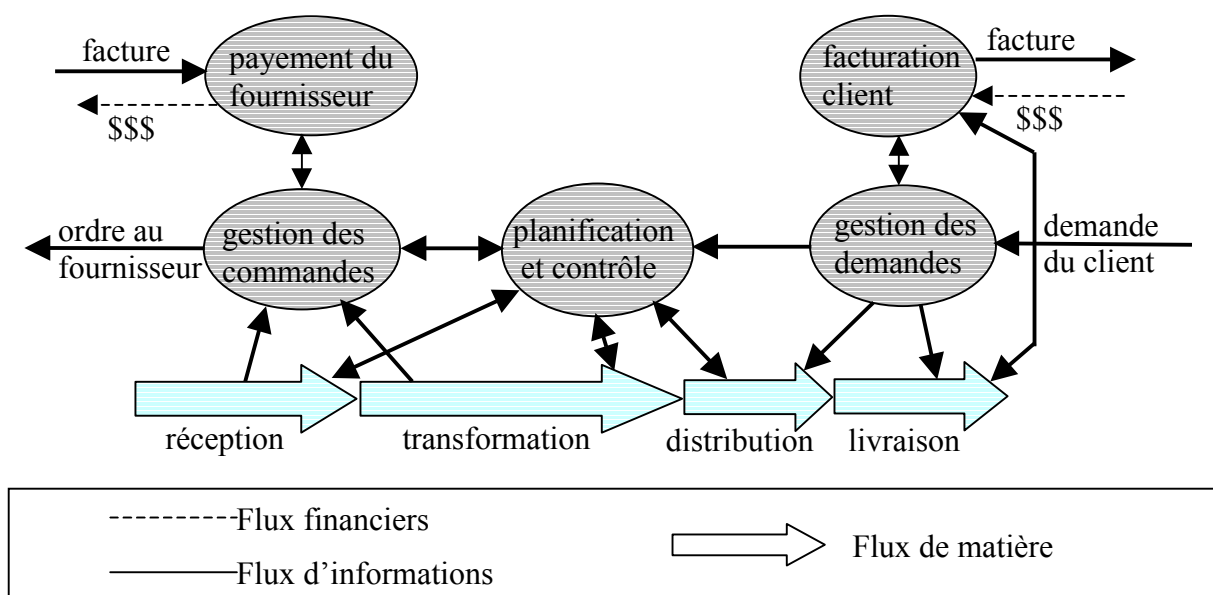 facture
payement du
fournisseur
$$$
facturation
client
facture
$$$
ordre au
fournisseur
gestion des
commandes
planification
et contrôle
gestion des
demandes
demande
du client
réception
transformation
distribution
livraison
Flux financiers
Flux d’informations
Flux de matière